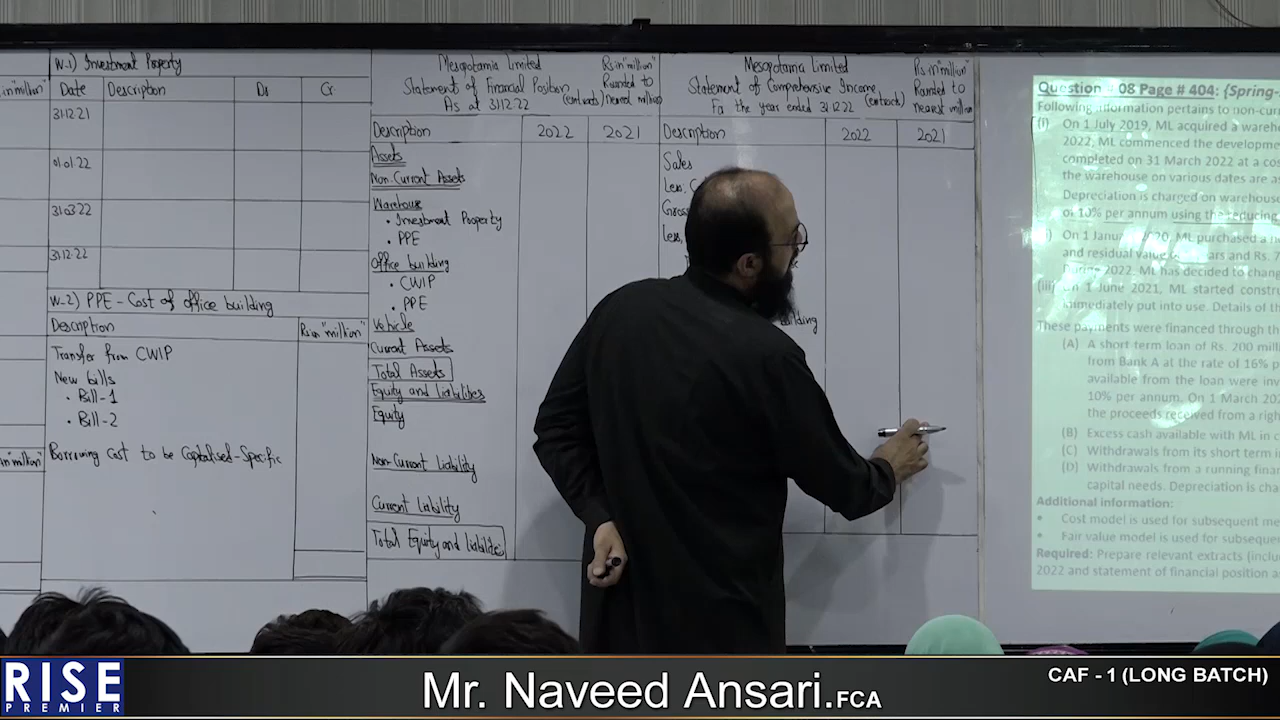 in "million"
in "million"
W-1) Investment Property
Date Description Dr Cr
31.12.21
01.01.22
31.03.22
31.12.22
W-2) PPE - Cost of office building
Description Rs in "million"
Transfer from CWIP
New bills
• Bill-1
• Bill-2
Borrowing Cost to be Capitalised-Specific
Mesopotamia Limited
Statement of Financial Position
As at 31.12.22 (extracts)
Rs in "million"
Rounded to
nearest million
Description 2022 2021
Assets
Non-Current Assets
Warehouse
• Investment Property
• PPE
Office building
• CWIP
• PPE
Vehicle
Current Assets
Total Assets
Equity and Liabilities
Equity
Non-Current Liability
Current Liability
Total Equity and Liabilities
Mesopotamia Limited
Statement of Comprehensive Income
For the year ended 31.12.22 (extracts)
Rs in "million"
Rounded to
nearest million
Description 2022 2021
Sales
Less,
Gross
Less,
building
Question # 08 Page # 404: {Spring-
Following information pertains to non-cur
(i) On 1 July 2019, ML acquired a wareh
2022, ML commenced the developm
completed on 31 March 2022 at a cos
the warehouse on various dates are as
Depreciation is charged on warehouse
of 10% per annum using the reducing
On 1 January 2020, ML purchased a
and residual value of years and Rs. 7
During 2022, ML has decided to chang
(iii) On 1 June 2021, ML started constru
immediately put into use. Details of th
These payments were financed through th
(A) A short term loan of Rs. 200 milli
from Bank A at the rate of 16% p
available from the loan were inv
10% per annum. On 1 March 202
the proceeds received from a righ
(B) Excess cash available with ML in c
(C) Withdrawals from its short term in
(D) Withdrawals from a running finan
capital needs. Depreciation is cha
Additional information:
• Cost model is used for subsequent me
• Fair value model is used for subseque
Required: Prepare relevant extracts (inclu
2022 and statement of financial position a
RISE
PREMIER
Mr. Naveed Ansari.FCA
CAF - 1 (LONG BATCH)